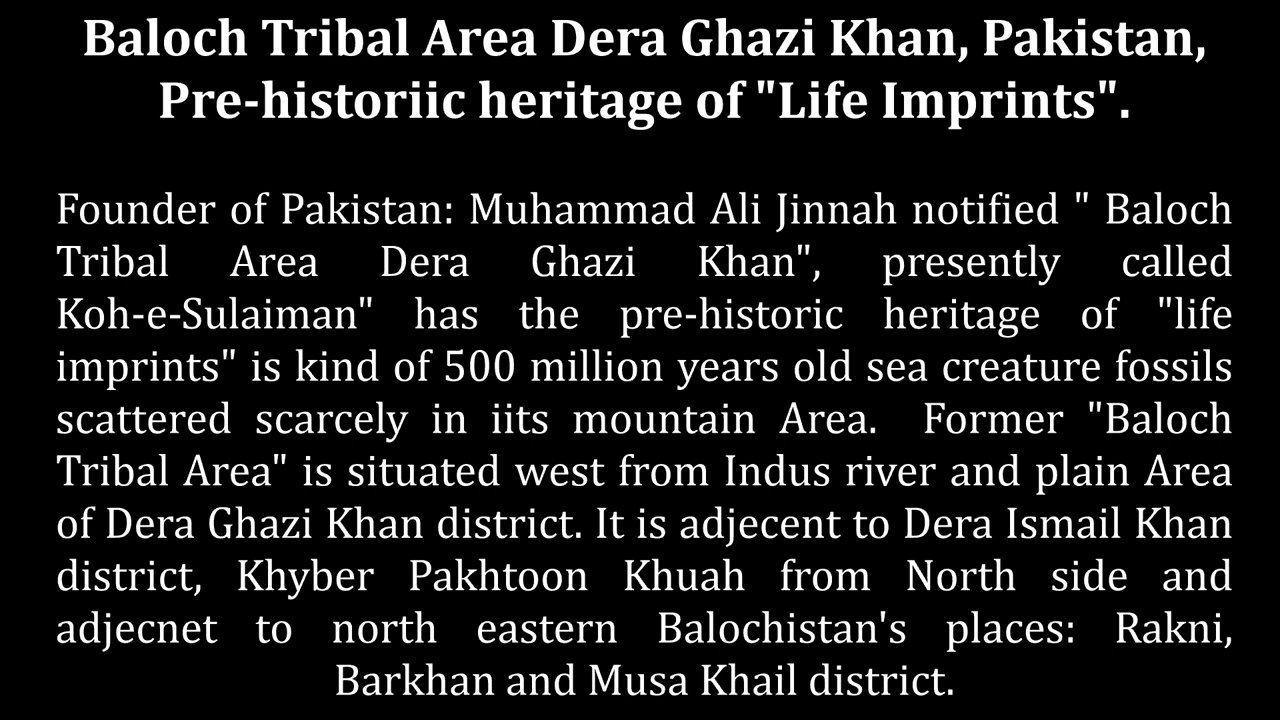 Baloch Tribal Area Dera Ghazi Khan, Pakistan,
Pre-historiic heritage of "Life Imprints".
Founder of Pakistan: Muhammad Ali Jinnah notified " Baloch
Tribal Area Dera Ghazi Khan", presently called
Koh-e-Sulaiman" has the pre-historic heritage of "life
imprints" is kind of 500 million years old sea creature fossils
scattered scarcely in iits mountain Area. Former "Baloch
Tribal Area" is situated west from Indus river and plain Area
of Dera Ghazi Khan district. It is adjecent to Dera Ismail Khan
district, Khyber Pakhtoon Khuah from North side and
adjecnet to north eastern Balochistan's places: Rakni,
Barkhan and Musa Khail district.